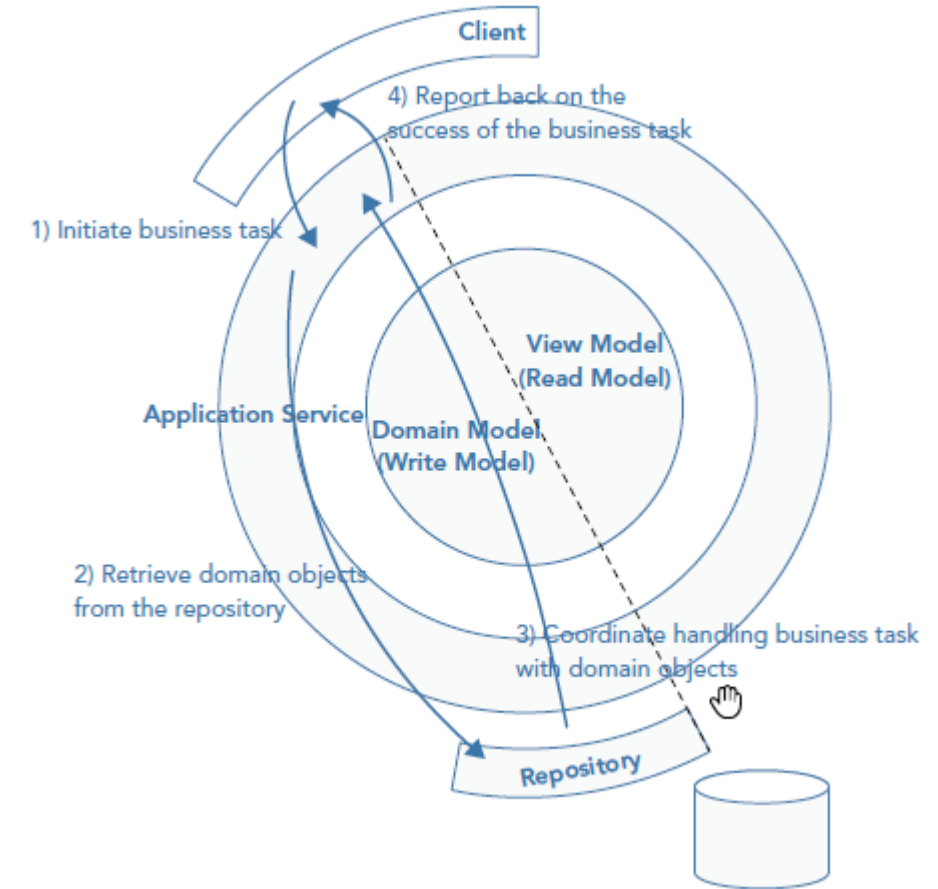 Client
4) Report back on the
success of the business task
1) Initiate business task
View Model
(Read Model)
Application Service
Domain Model
(Write Model)
2) Retrieve domain objects
from the repository
3) Coordinate handling business task
with domain objects
Repository